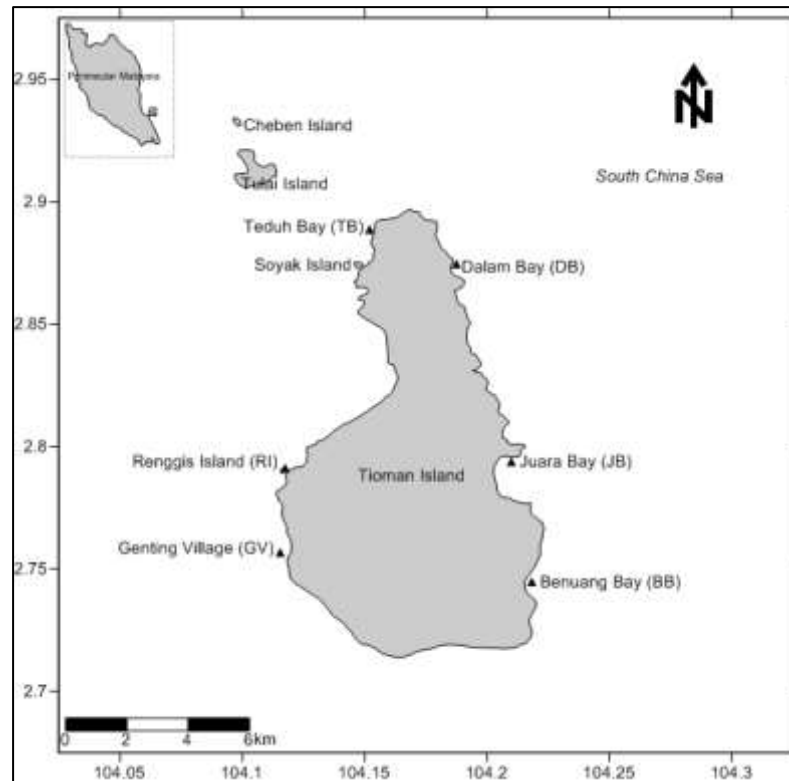 Peninsular Malaysia
2.95
Cheben Island
N
South China Sea
Tulai Island
2.9
Teduh Bay (TB)
Soyak Island
Dalam Bay (DB)
2.85
2.8
Renggis Island (RI)
Juara Bay (JB)
Tioman Island
Genting Village (GV)
2.75
Benuang Bay (BB)
2.7
0 2 4 6km
104.05 104.1 104.15 104.2 104.25 104.3